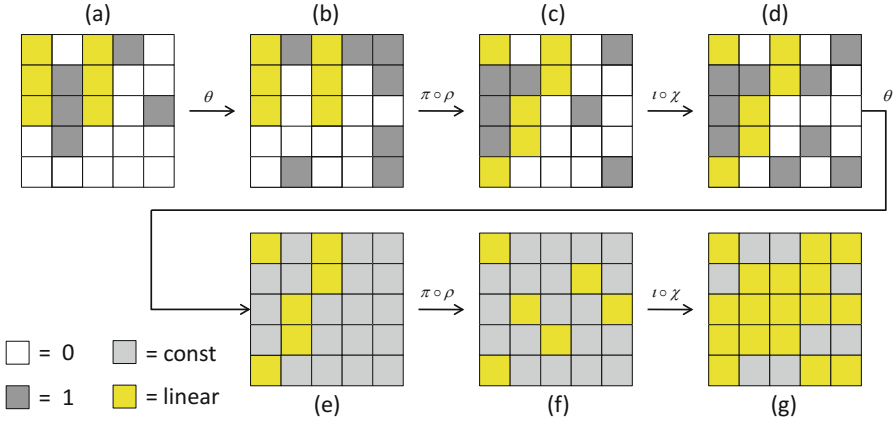 (a) (b) (c) (d)
θ π ∘ ρ ι ∘ χ θ
π ∘ ρ ι ∘ χ
= 0 = const
= 1 = linear
(e) (f) (g)